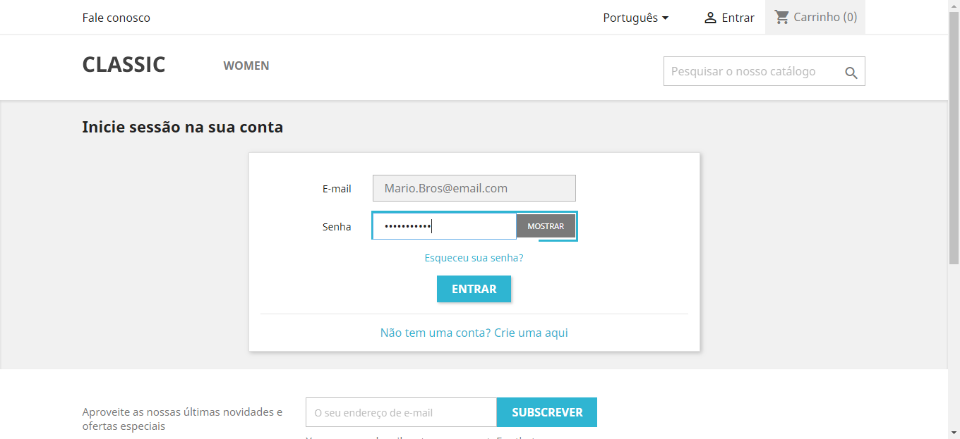 Fale conosco
Português
Entrar
Carrinho (0)
CLASSIC
WOMEN
Pesquisar o nosso catálogo
Inicie sessão na sua conta
E-mail
Mario.Bros@email.com
Senha
•••••••••••
MOSTRAR
Esqueceu sua senha?
ENTRAR
Não tem uma conta? Crie uma aqui
Aproveite as nossas últimas novidades e
ofertas especiais
O seu endereço de e-mail
SUBSCREVER